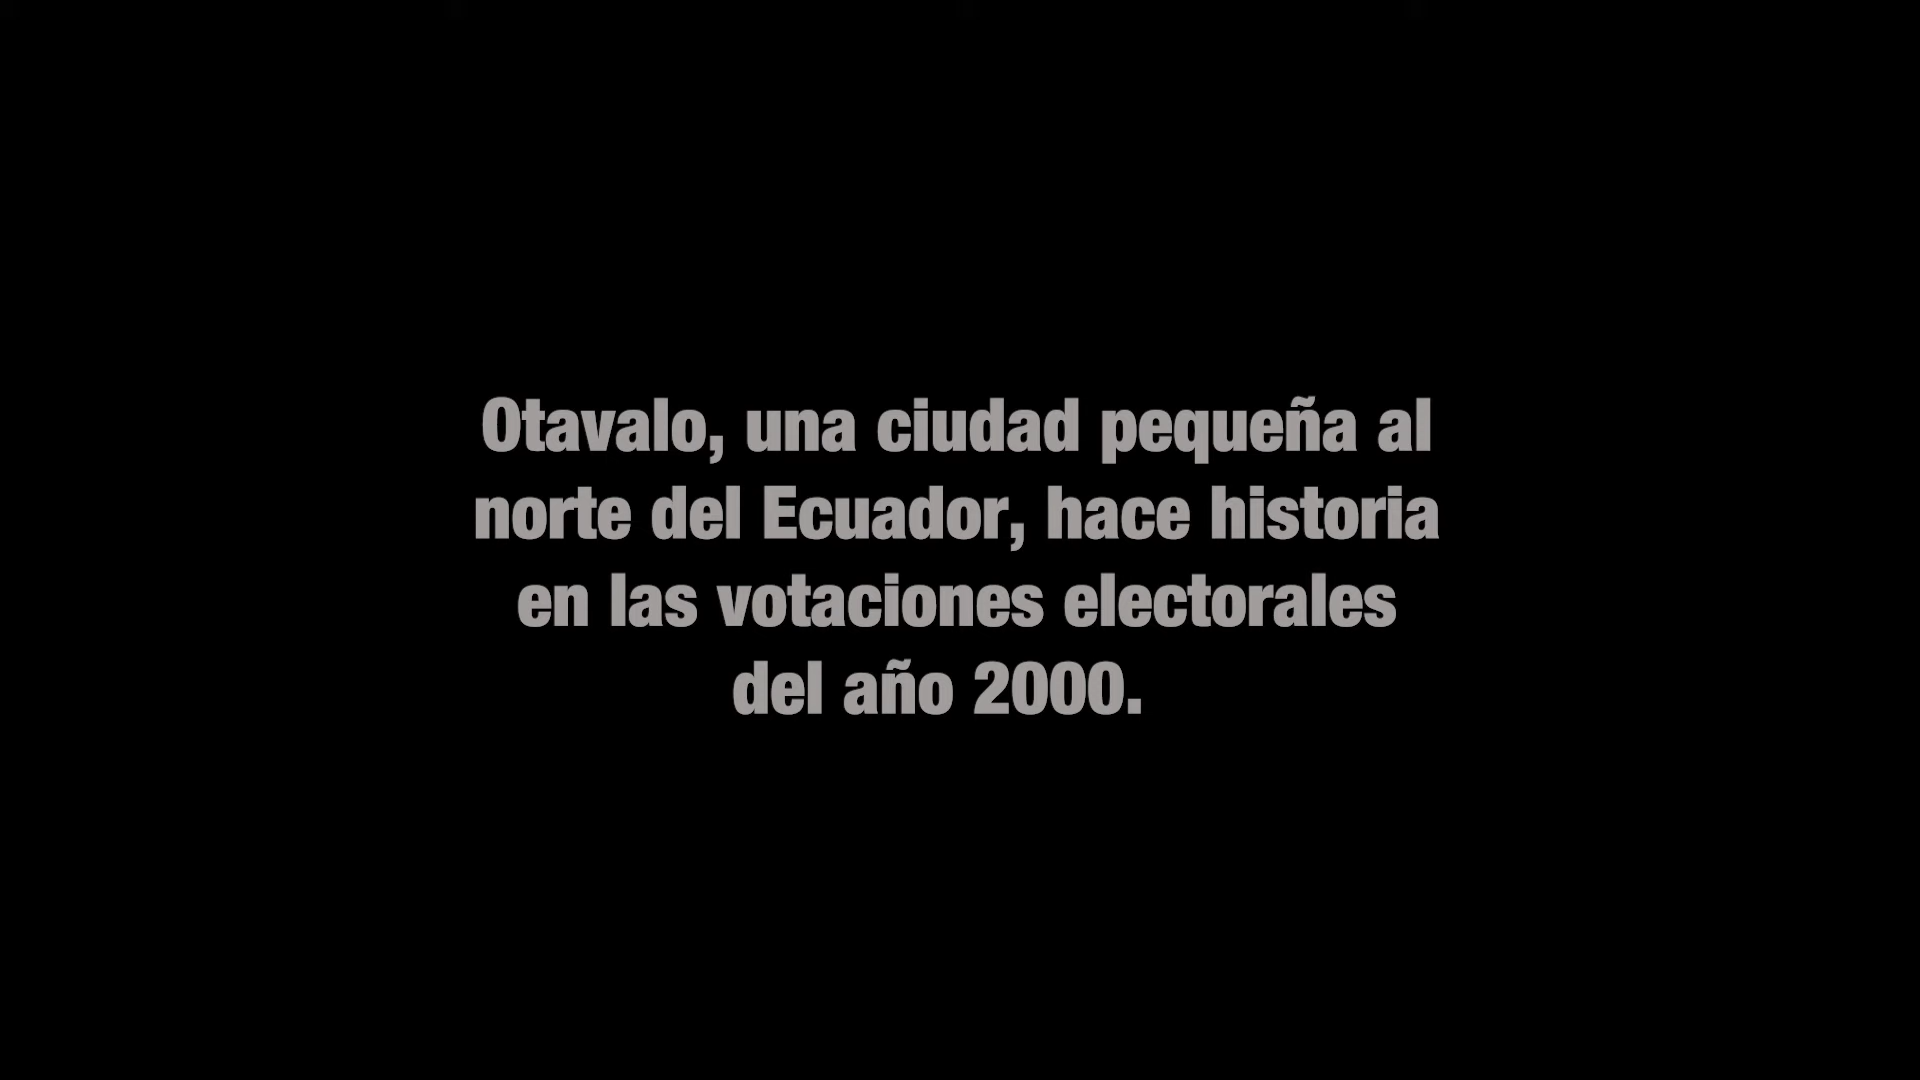 Otavalo, una ciudad pequeña al
norte del Ecuador, hace historia
en las votaciones electorales
del año 2000.